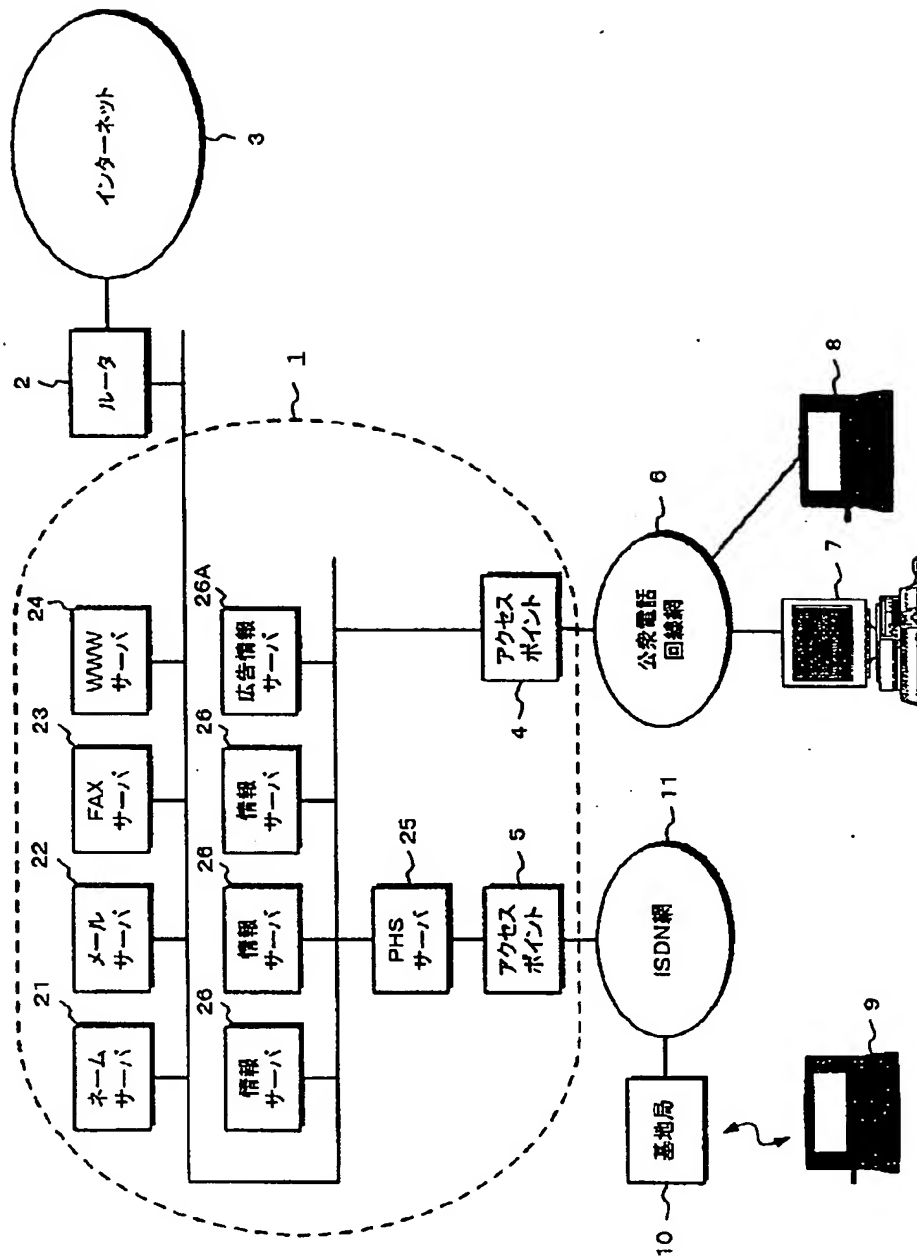 インターネット
3
2
ルータ
1
24
WWW
サーバ
23
FAX
サーバ
22
メール
サーバ
21
ネーム
サーバ
26A
広告情報
サーバ
26
情報
サーバ
26
情報
サーバ
26
情報
サーバ
25
PHS
サーバ
アクセス
ポイント
4
5
アクセス
ポイント
公衆電話
回線網
6
8
7
ISDN網
11
基地局
10
9